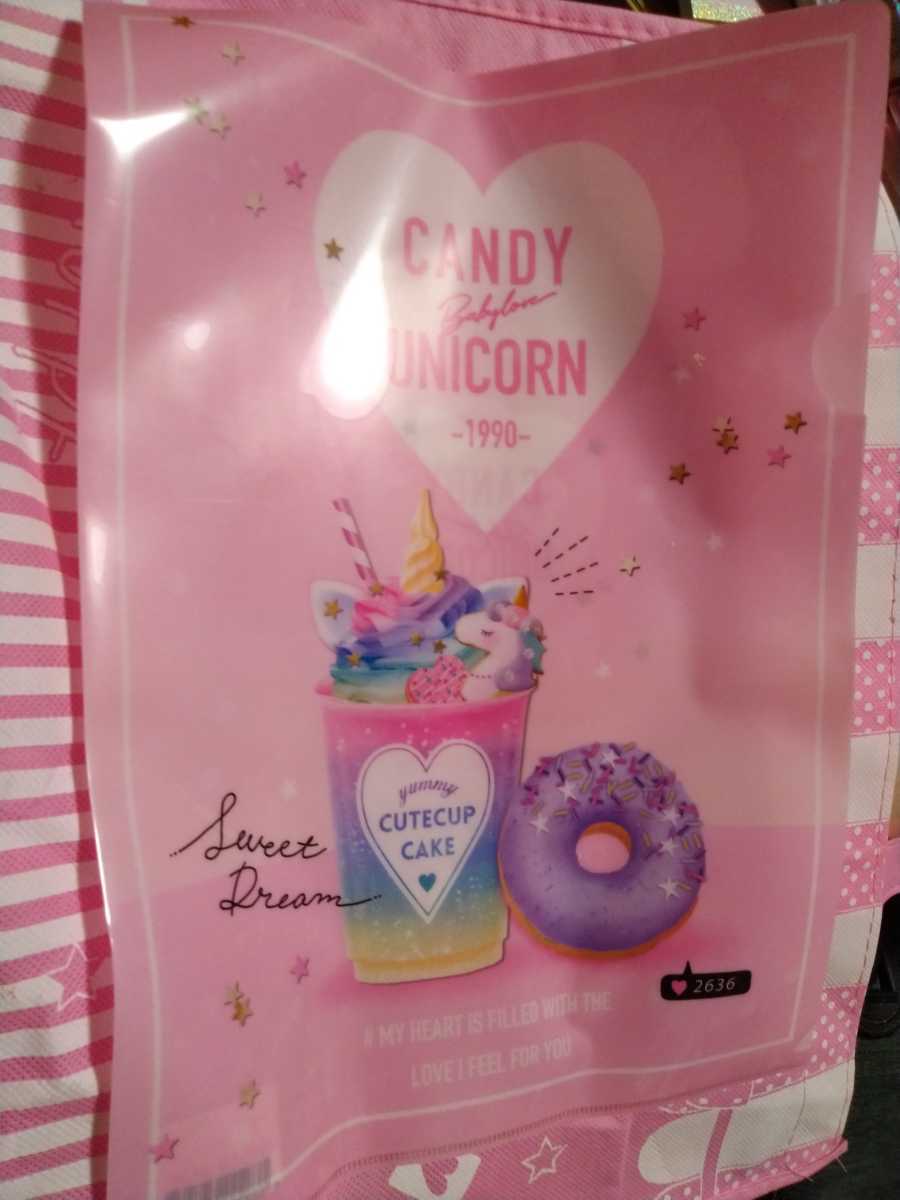 CANDY
Babylove
UNICORN
-1990-
yummy
CUTECUP
CAKE
Sweet
Dream
2636
# MY HEART IS FILLED WITH THE
LOVE I FEEL FOR YOU